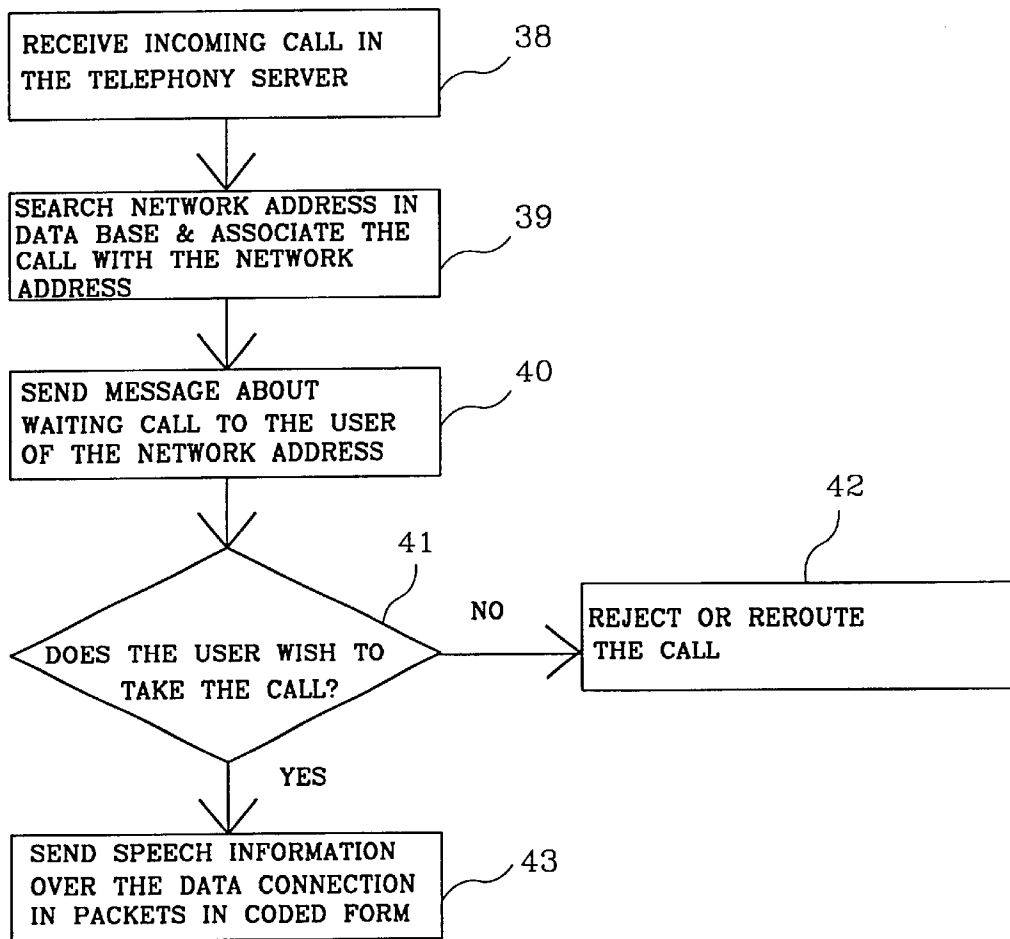 RECEIVE INCOMING CALL IN
THE TELEPHONY SERVER
38
SEARCH NETWORK ADDRESS IN
DATA BASE & ASSOCIATE THE
CALL WITH THE NETWORK
ADDRESS
39
SEND MESSAGE ABOUT
WAITING CALL TO THE USER
OF THE NETWORK ADDRESS
40
41
DOES THE USER WISH TO
TAKE THE CALL?
NO
42
REJECT OR REROUTE
THE CALL
YES
SEND SPEECH INFORMATION
OVER THE DATA CONNECTION
IN PACKETS IN CODED FORM
43